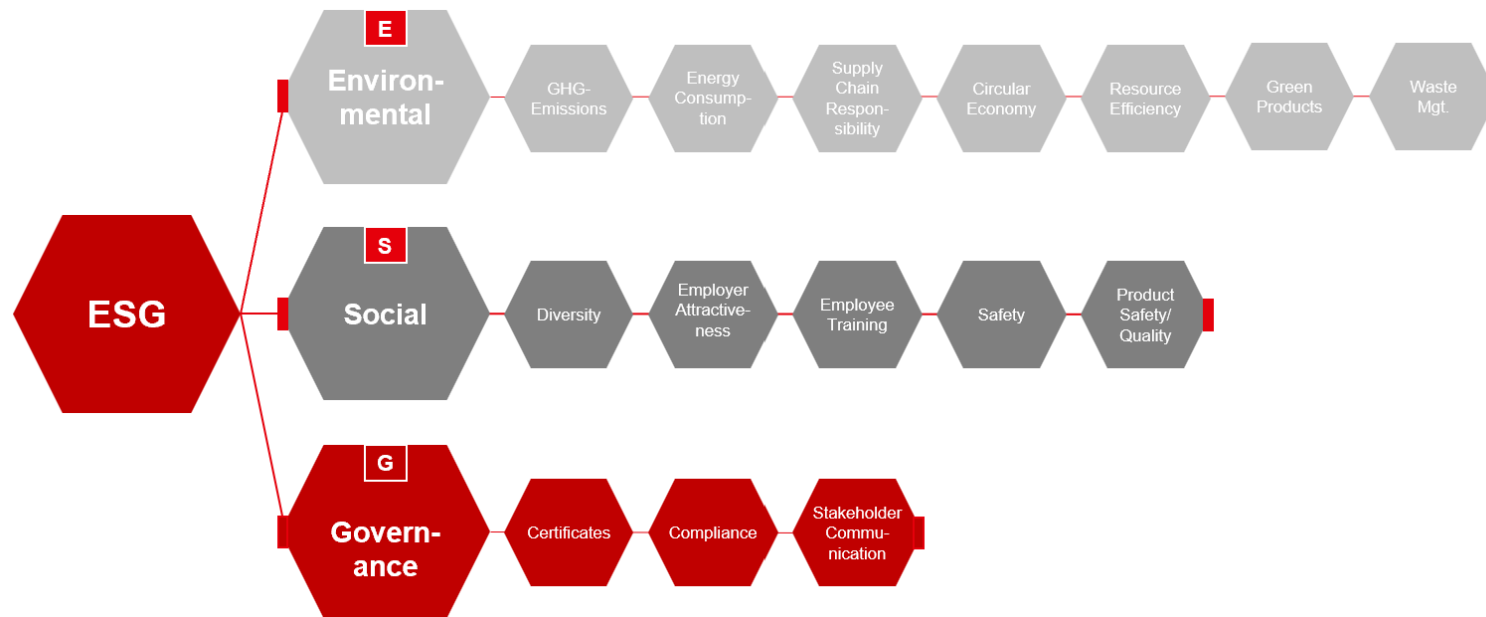 E
Environ-
mental
GHG-
Emissions
Energy
Consump-
tion
Supply
Chain
Respon-
sibility
Circular
Economy
Resource
Efficiency
Green
Products
Waste
Mgt.
ESG
S
Social
Diversity
Employer
Attractive-
ness
Employee
Training
Safety
Product
Safety/
Quality
G
Govern-
ance
Certificates
Compliance
Stakeholder
Commu-
nication